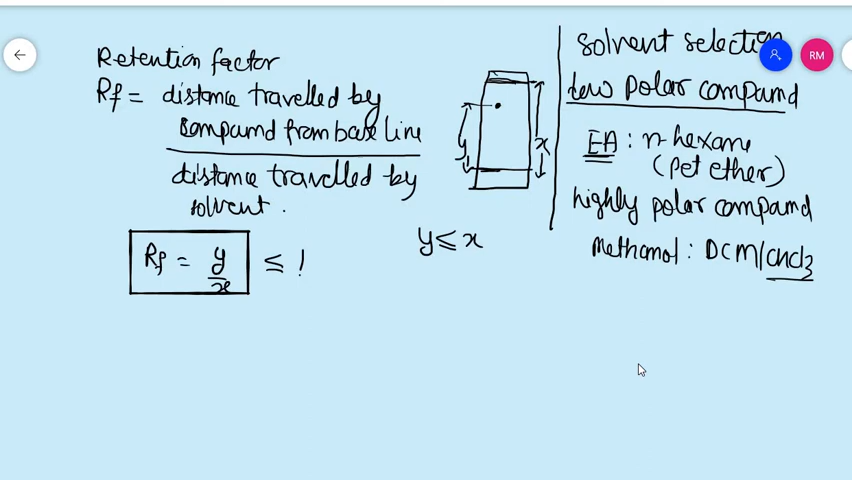 Retention factor
Rf = distance travelled by
compound from base line
distance travelled by
solvent.
Rf = y/x ≤ 1
y
x
y ≤ x
solvent selection
Low polar compound
EA : n-hexane
(pet ether)
highly polar compound
Methanol : DCM/CHCl3
RM